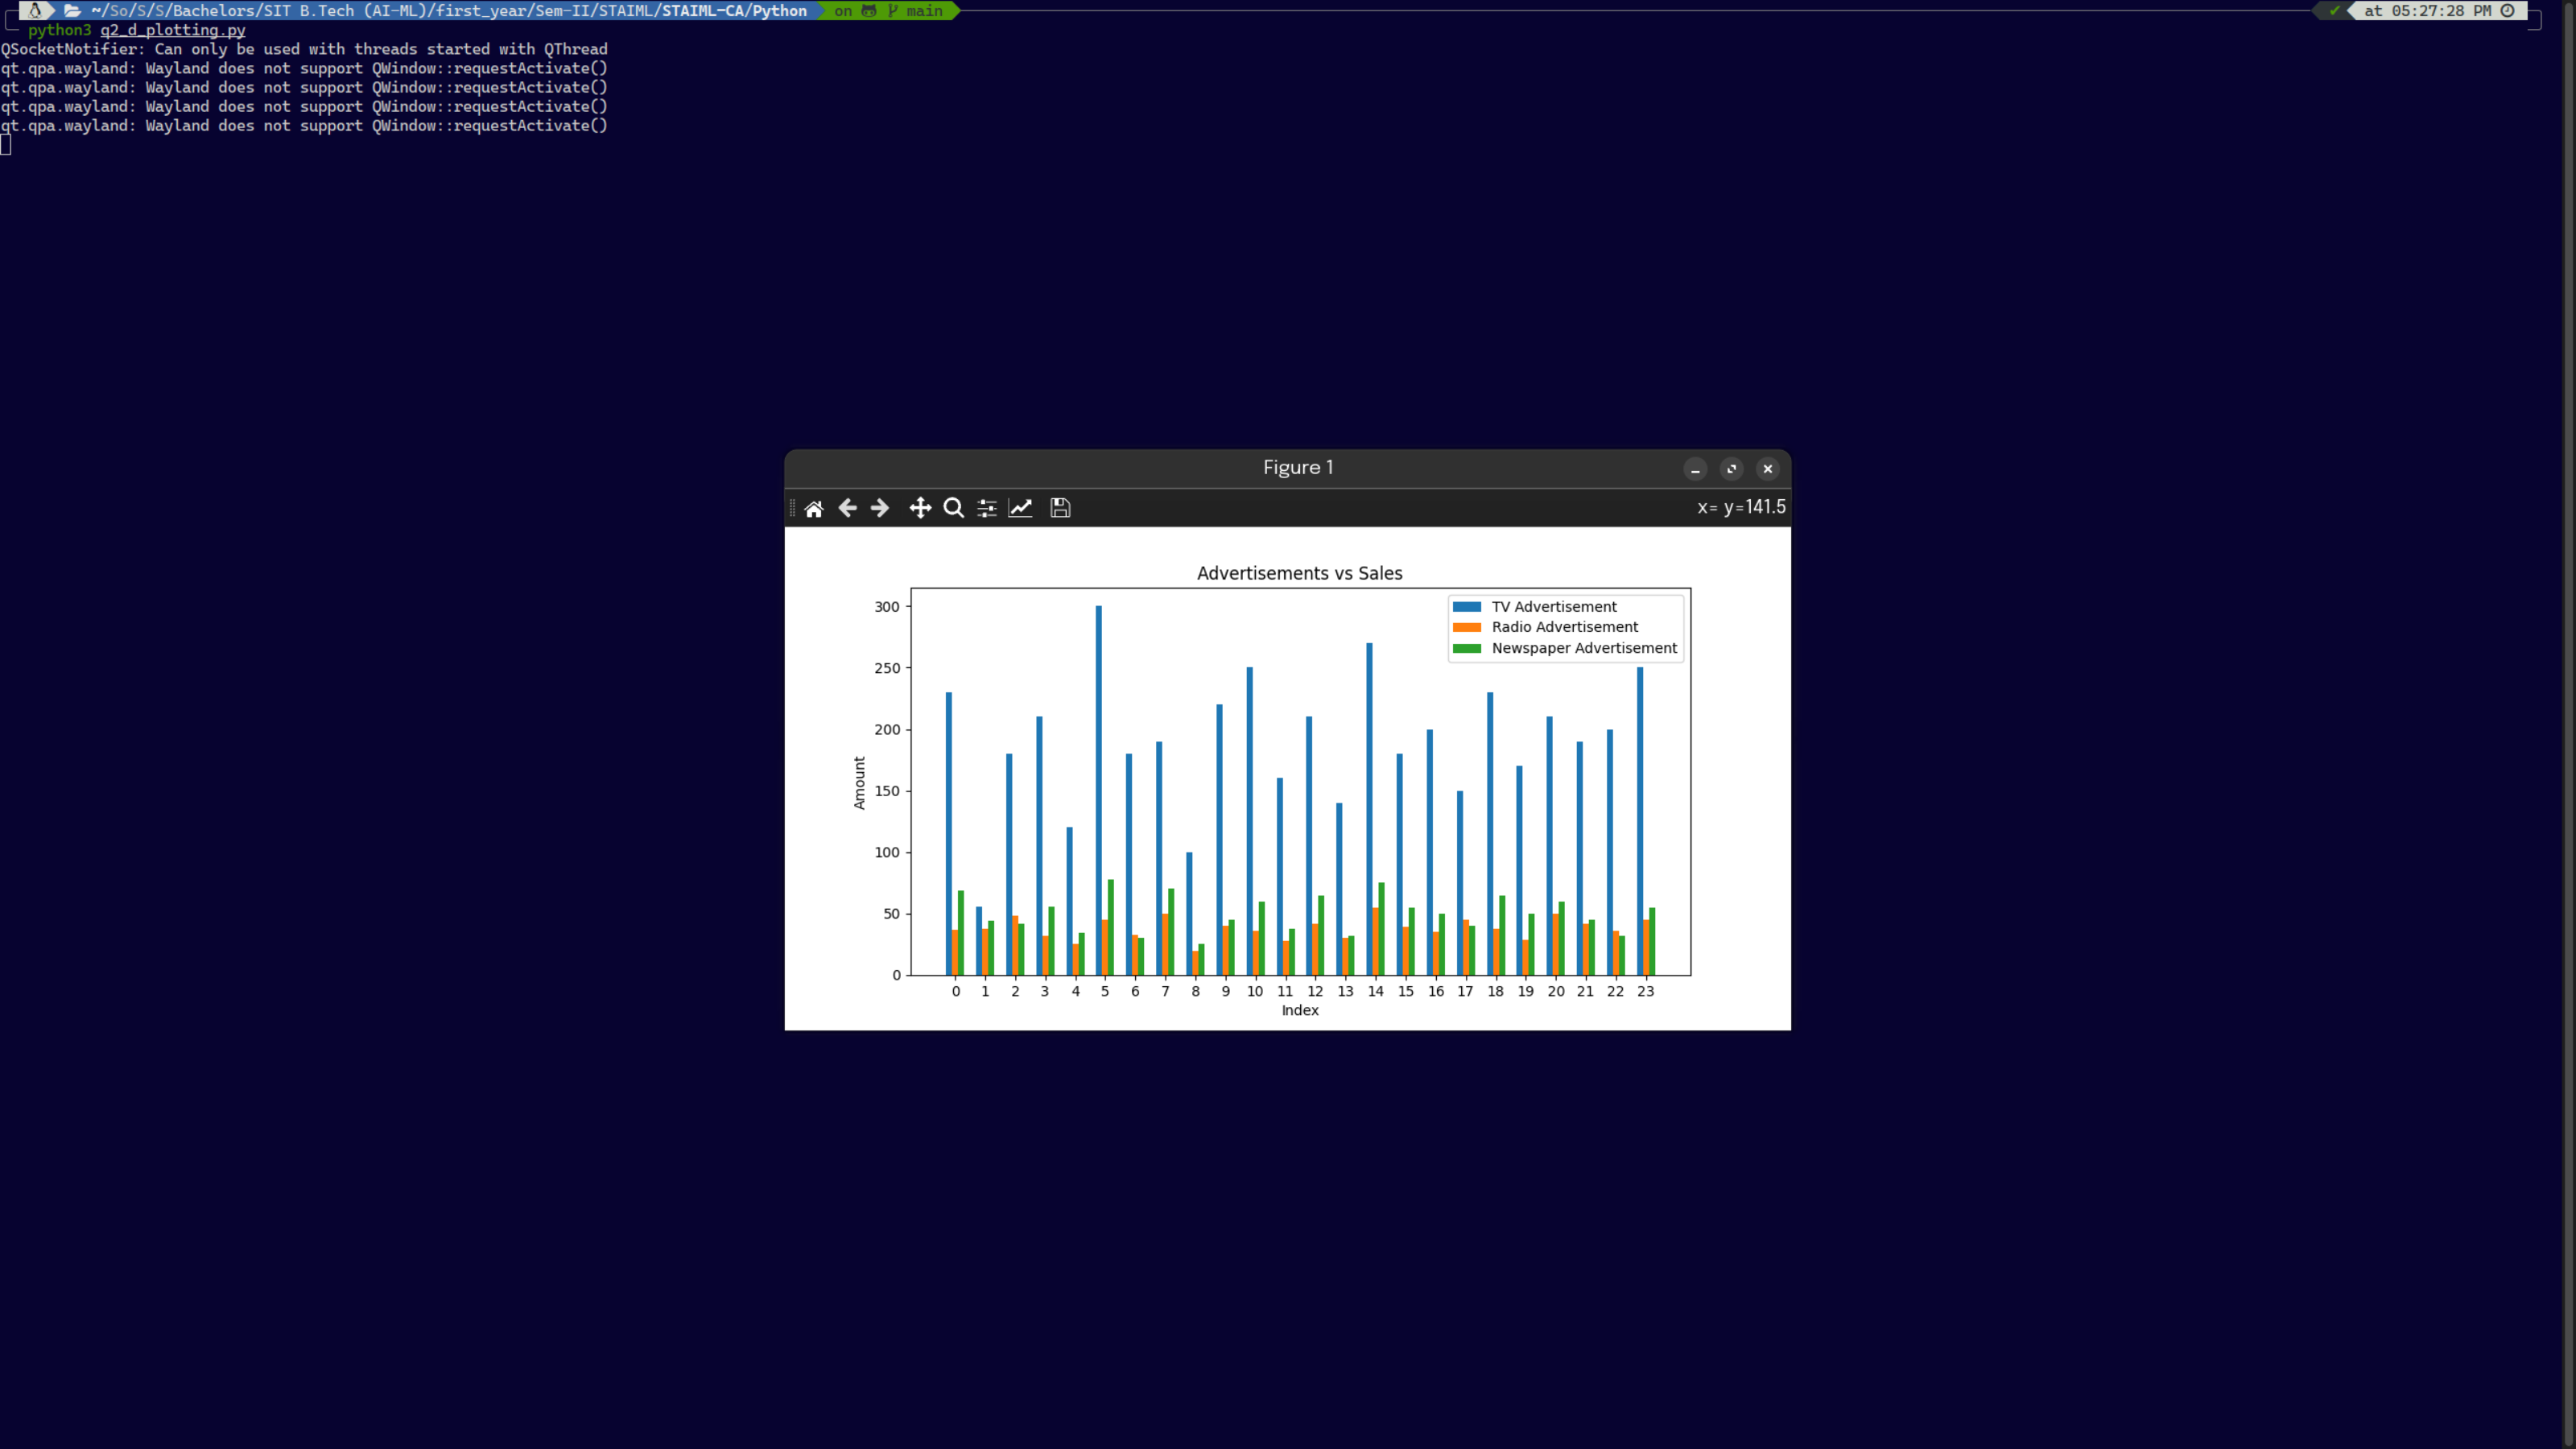 ~/So/S/S/Bachelors/SIT B.Tech (AI-ML)/first_year/Sem-II/STAIML/STAIML-CA/Python on main at 05:27:28 PM
python3 q2_d_plotting.py
QSocketNotifier: Can only be used with threads started with QThread
qt.qpa.wayland: Wayland does not support QWindow::requestActivate()
qt.qpa.wayland: Wayland does not support QWindow::requestActivate()
qt.qpa.wayland: Wayland does not support QWindow::requestActivate()
qt.qpa.wayland: Wayland does not support QWindow::requestActivate()
Figure 1
x= y=141.5
Advertisements vs Sales
TV Advertisement
Radio Advertisement
Newspaper Advertisement
300
250
200
150
100
50
0
Amount
0 1 2 3 4 5 6 7 8 9 10 11 12 13 14 15 16 17 18 19 20 21 22 23
Index